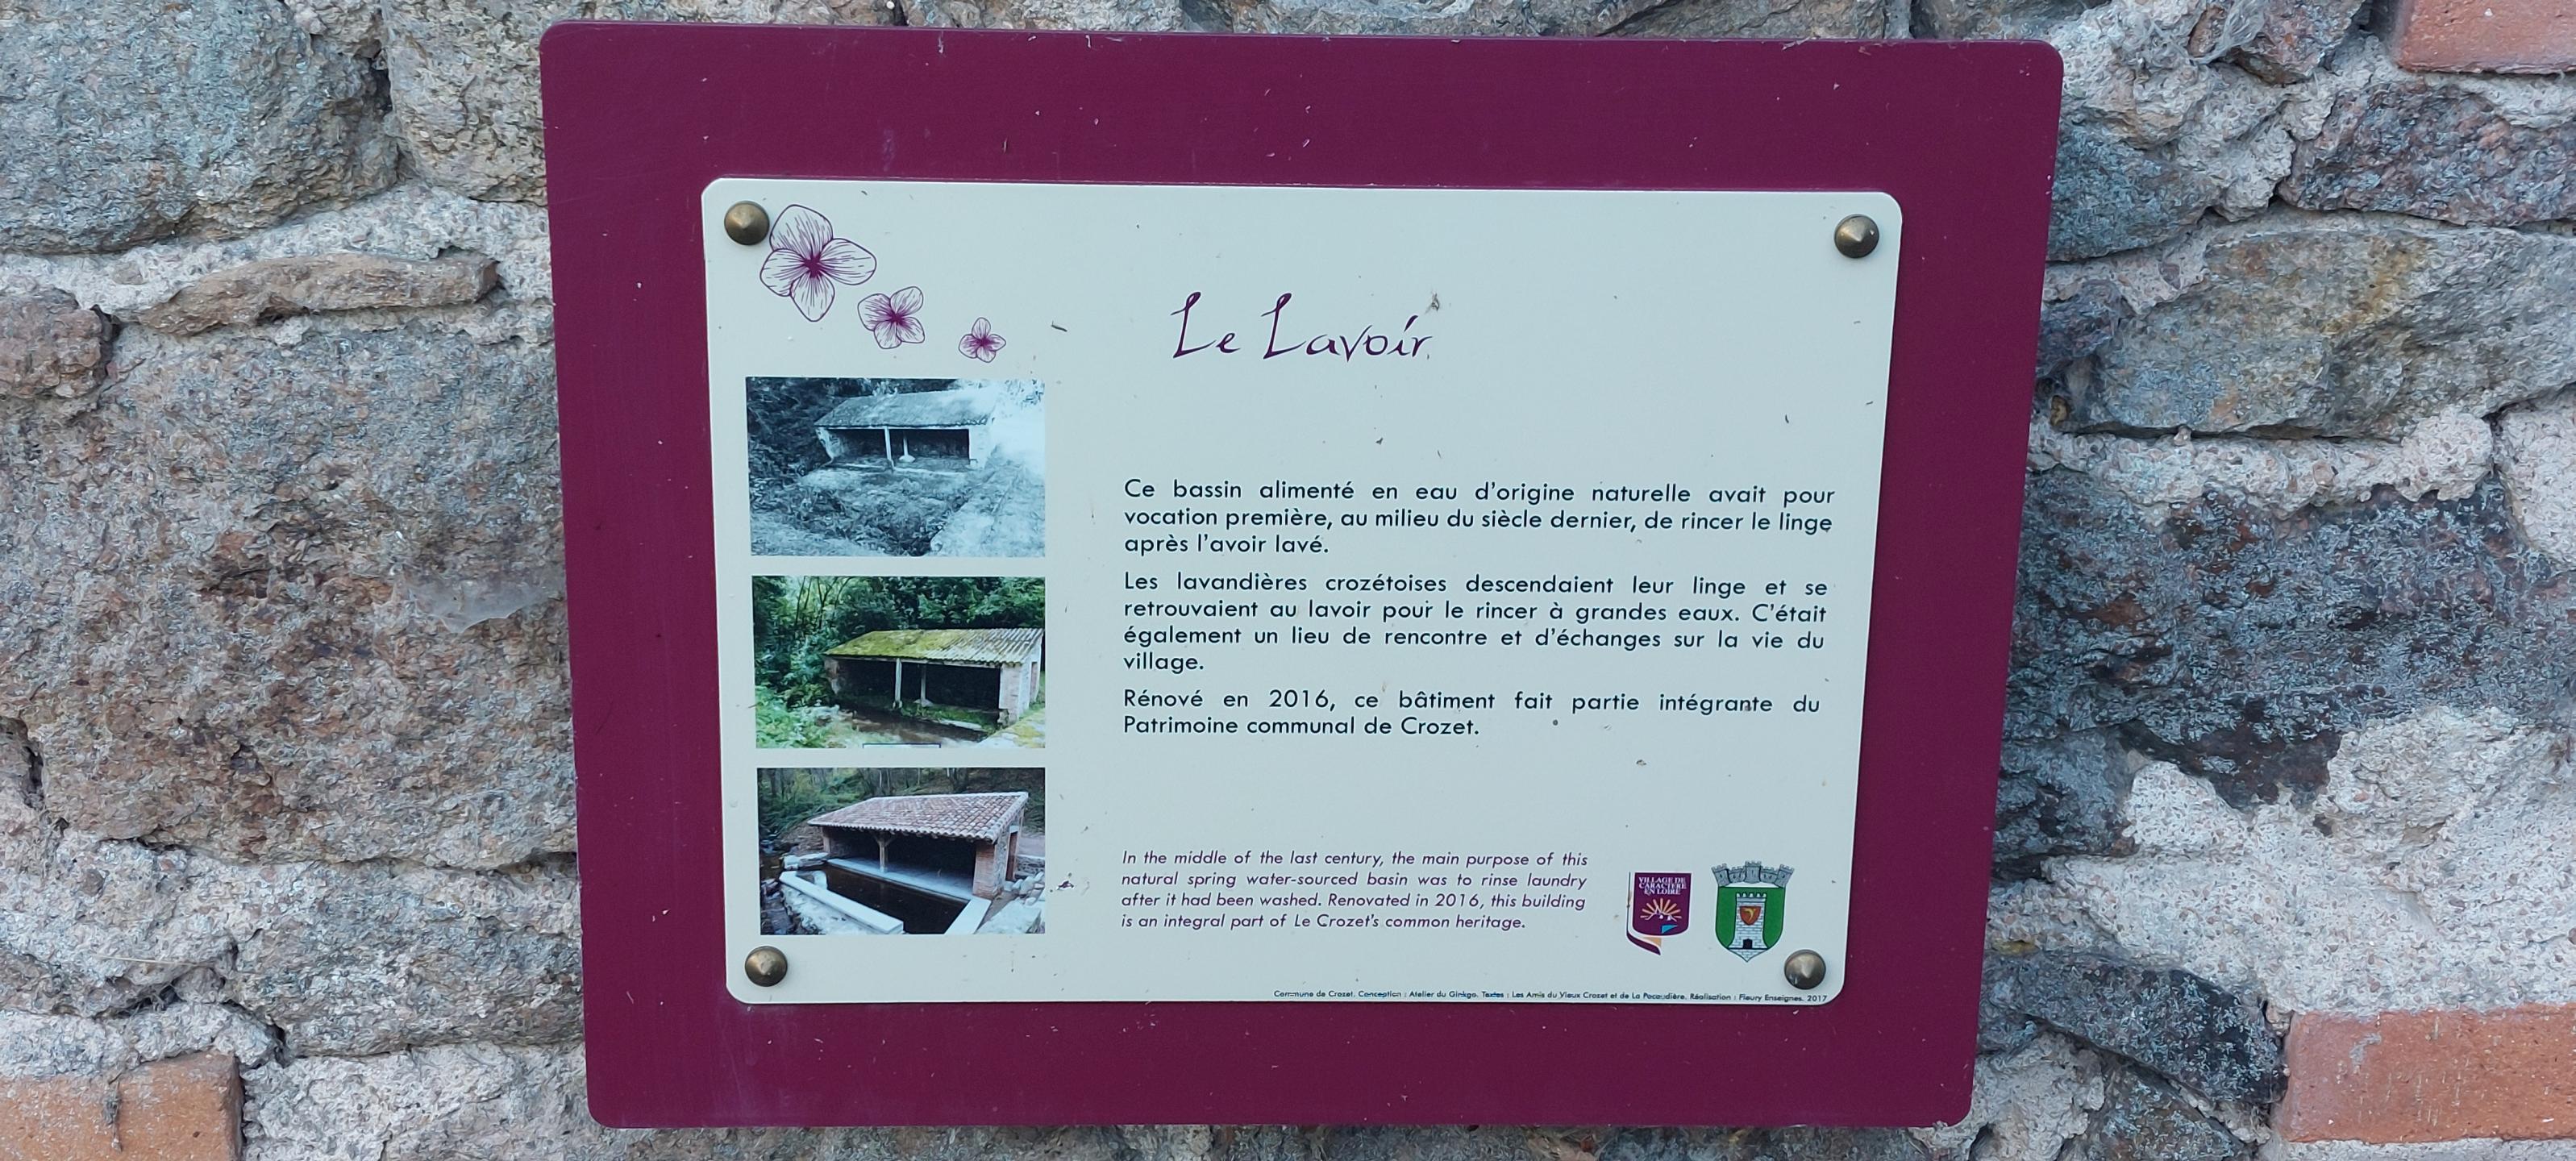 Le Lavoir
Ce bassin alimenté en eau d'origine naturelle avait pour
vocation première, au milieu du siècle dernier, de rincer le linge
après l'avoir lavé.
Les lavandières crozétoises descendaient leur linge et se
retrouvaient au lavoir pour le rincer à grandes eaux. C'était
également un lieu de rencontre et d'échanges sur la vie du
village.
Rénové en 2016, ce bâtiment fait partie intégrante du
Patrimoine communal de Crozet.
In the middle of the last century, the main purpose of this
natural spring water-sourced basin was to rinse laundry
after it had been washed. Renovated in 2016, this building
is an integral part of Le Crozet's common heritage.
VILLAGE DE
CARACTÈRE
EN LOIRE
Commune de Crozet. Conception : Atelier du Ginkgo. Textes : Les Amis du Vieux Crozet et de La Pacaudière. Réalisation : Fleury Enseignes. 2017